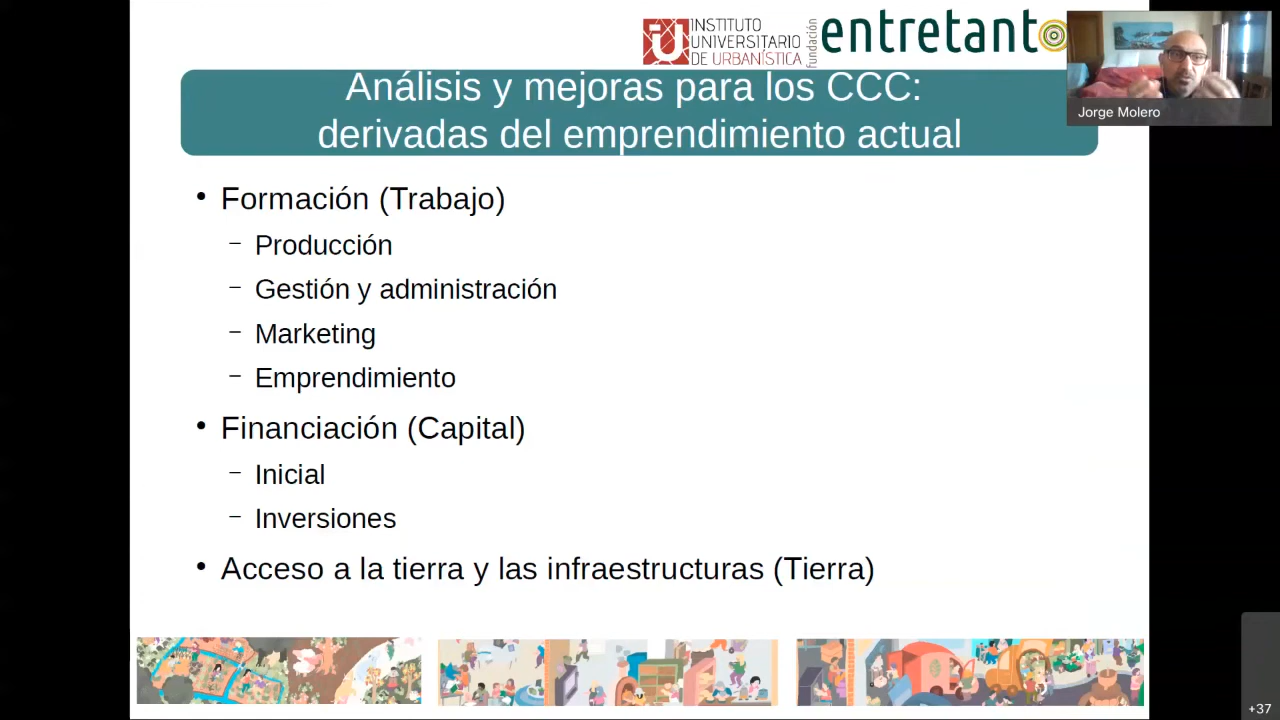 INSTITUTO
UNIVERSITARIO
DE URBANÍSTICA
fundación
entretanto
Jorge Molero
Análisis y mejoras para los CCC:
derivadas del emprendimiento actual
• Formación (Trabajo)
– Producción
– Gestión y administración
– Marketing
– Emprendimiento
• Financiación (Capital)
– Inicial
– Inversiones
• Acceso a la tierra y las infraestructuras (Tierra)
+37